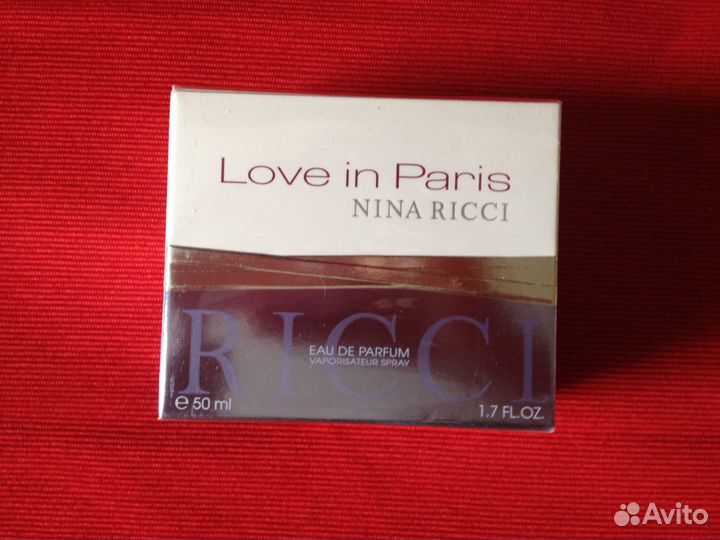 Love in Paris
NINA RICCI
RICCI
EAU DE PARFUM
VAPORISATEUR SPRAY
e 50 ml
1.7 FL.OZ.
Avito